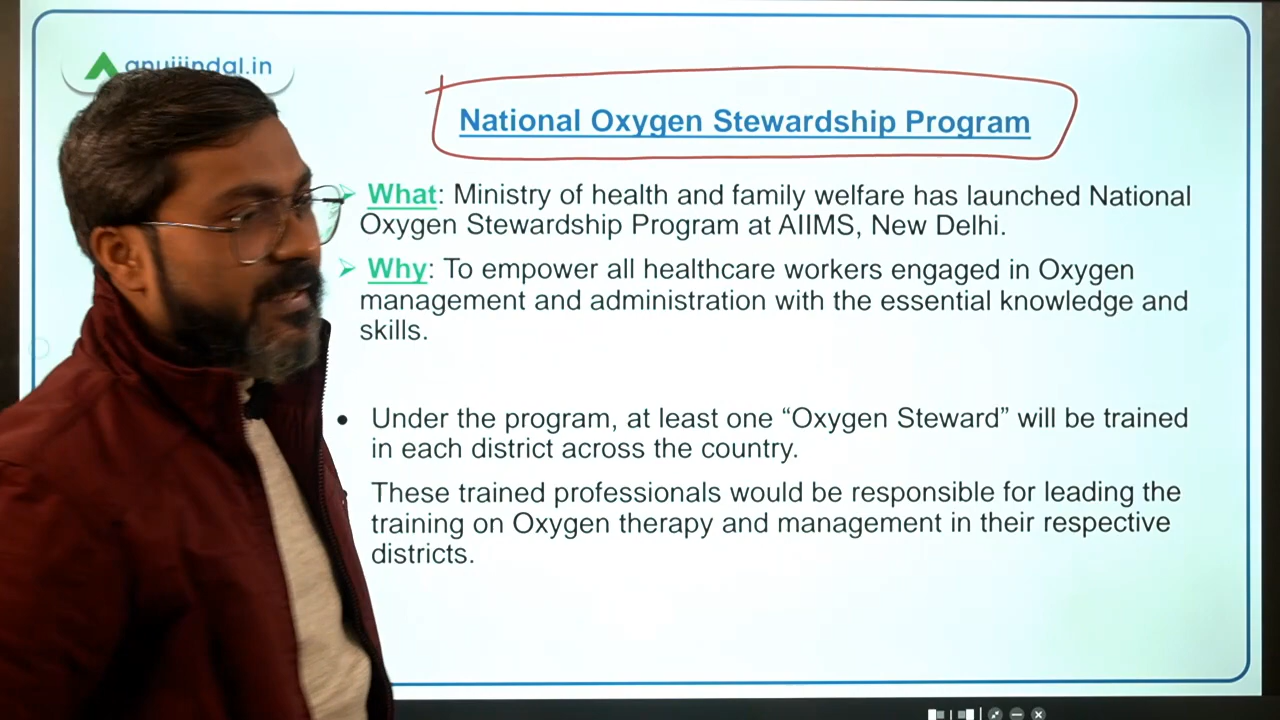 anujjindal.in
National Oxygen Stewardship Program
What: Ministry of health and family welfare has launched National
Oxygen Stewardship Program at AIIMS, New Delhi.
Why: To empower all healthcare workers engaged in Oxygen
management and administration with the essential knowledge and
skills.
Under the program, at least one “Oxygen Steward” will be trained
in each district across the country.
These trained professionals would be responsible for leading the
training on Oxygen therapy and management in their respective
districts.